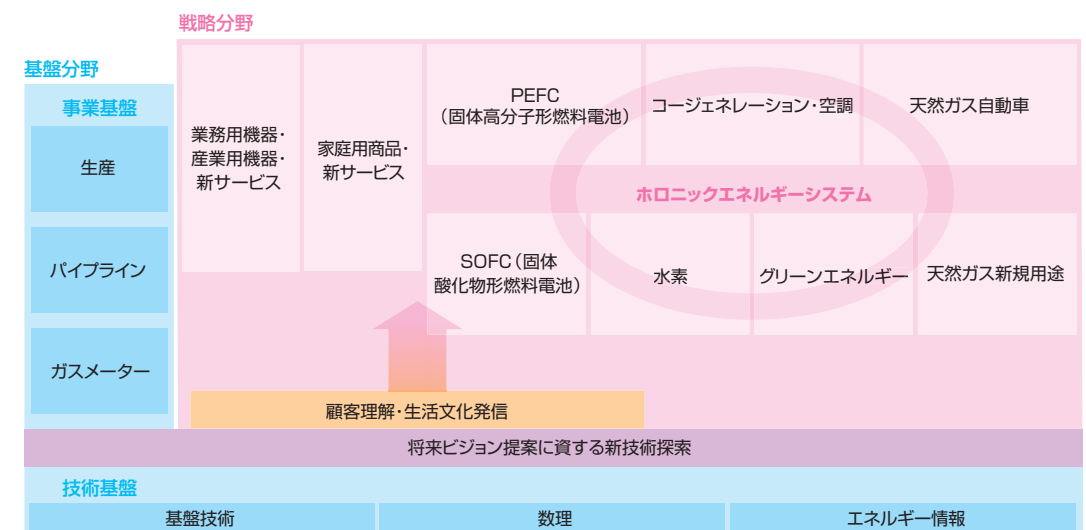 戦略分野
基盤分野
事業基盤
生産
パイプライン
ガスメーター
業務用機器・
産業用機器・
新サービス
家庭用商品・
新サービス
PEFC
（固体高分子形燃料電池）
コージェネレーション・空調
天然ガス自動車
ホロニックエネルギーシステム
SOFC（固体
酸化物形燃料電池）
水素
グリーンエネルギー
天然ガス新規用途
顧客理解・生活文化発信
将来ビジョン提案に資する新技術探索
技術基盤
基盤技術
数理
エネルギー情報